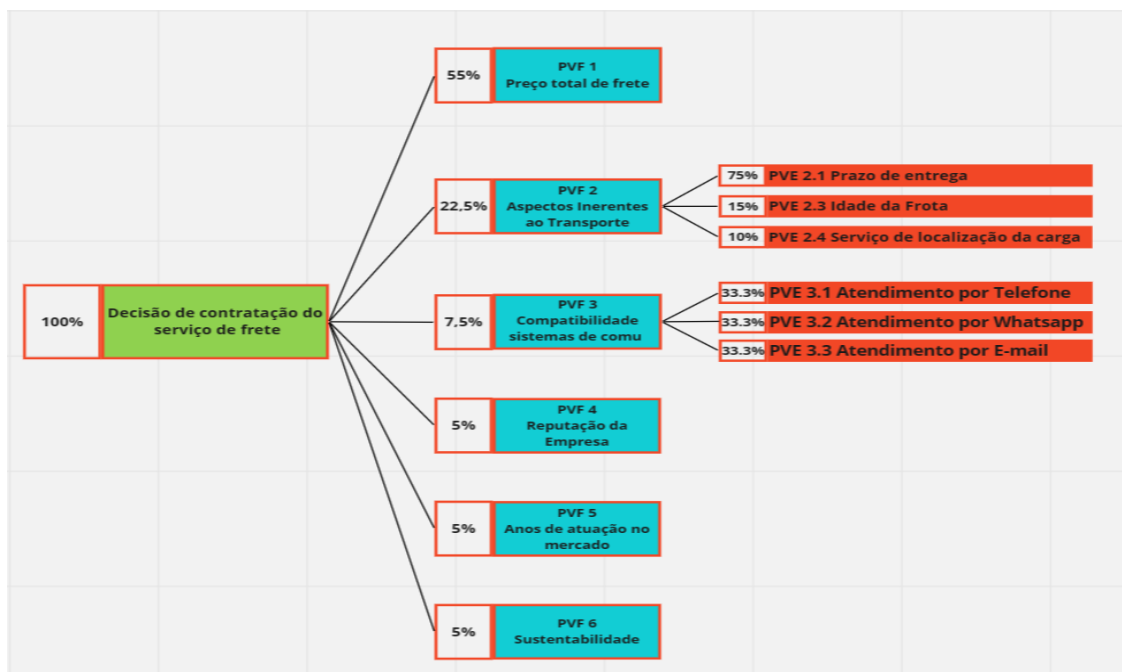 55%
PVF 1
Preço total de frete
22,5%
PVF 2
Aspectos Inerentes
ao Transporte
75% PVE 2.1 Prazo de entrega
15% PVE 2.3 Idade da Frota
10% PVE 2.4 Serviço de localização da carga
100%
Decisão de contratação do
serviço de frete
7,5%
PVF 3
Compatibilidade
sistemas de comu
33.3% PVE 3.1 Atendimento por Telefone
33.3% PVE 3.2 Atendimento por Whatsapp
33.3% PVE 3.3 Atendimento por E-mail
5%
PVF 4
Reputação da
Empresa
5%
PVF 5
Anos de atuação no
mercado
5%
PVF 6
Sustentabilidade